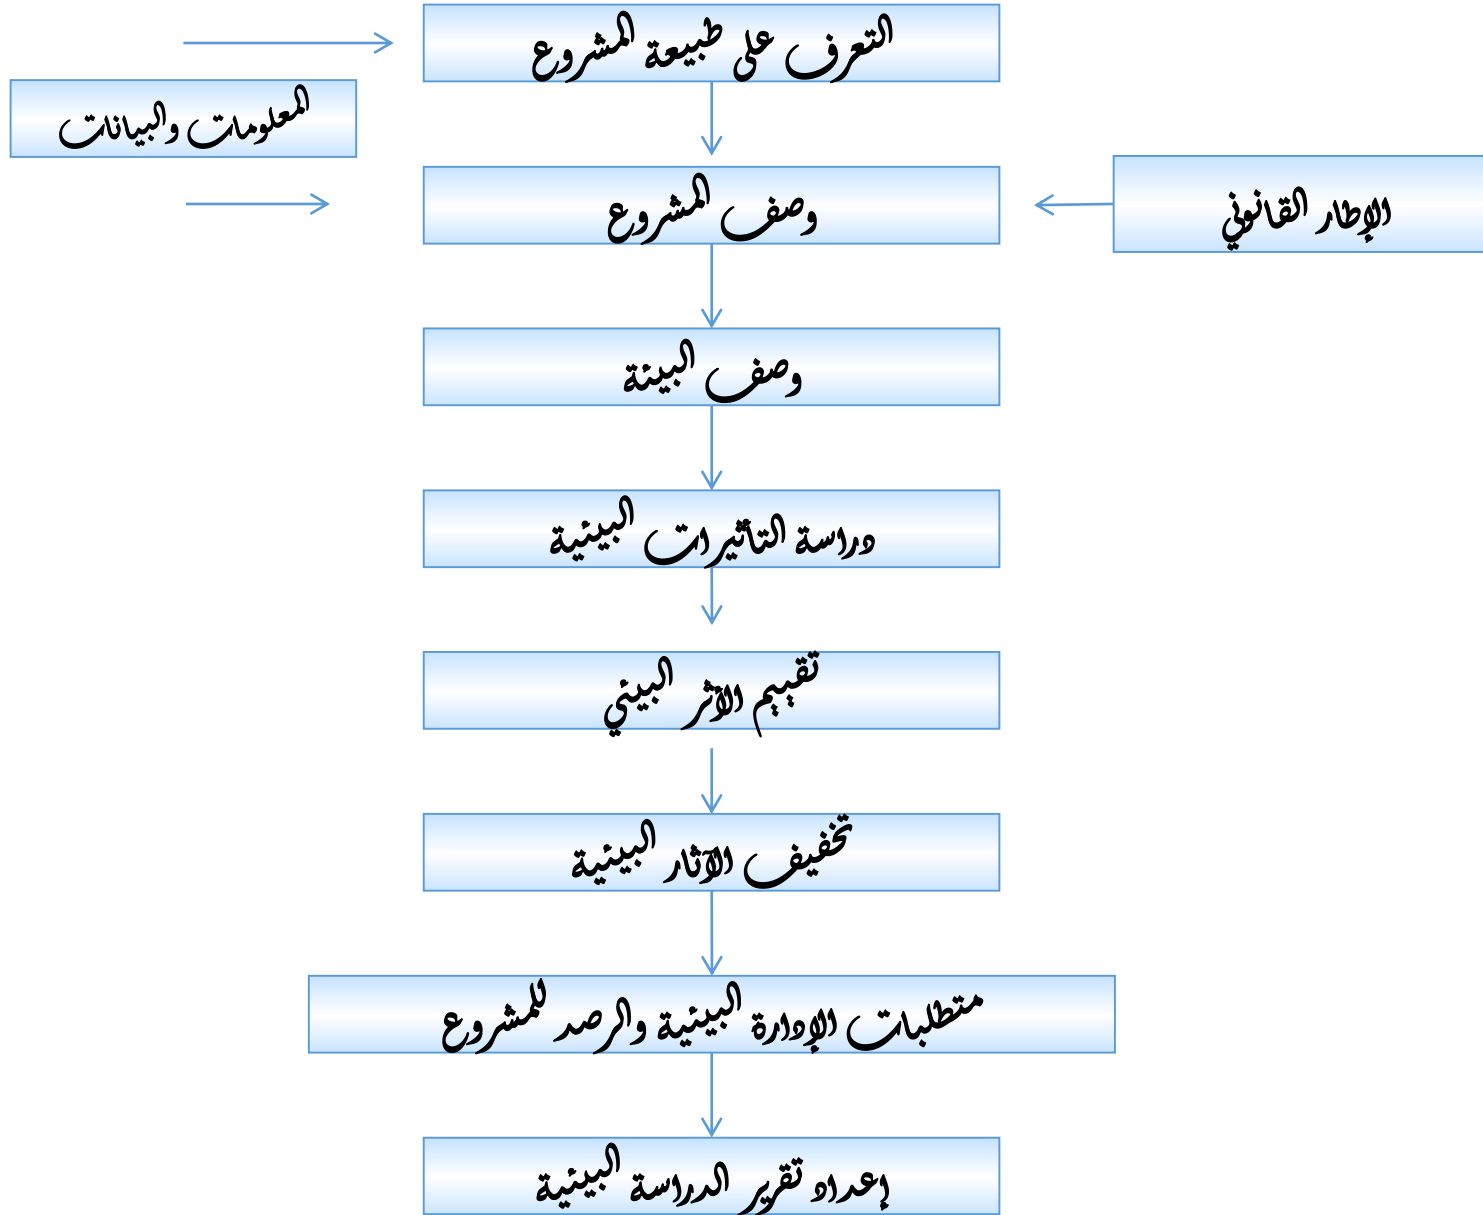 التعرف على طبيعة المشروع
المعلومات والبيانات
وصف المشروع
الإطار القانوني
وصف البيئة
دراسة التأثيرات البيئية
تقييم الأثر البيئي
تخفيف الآثار البيئية
متطلبات الإدارة البيئية والرصد للمشروع
إعداد تقرير الدراسة البيئية